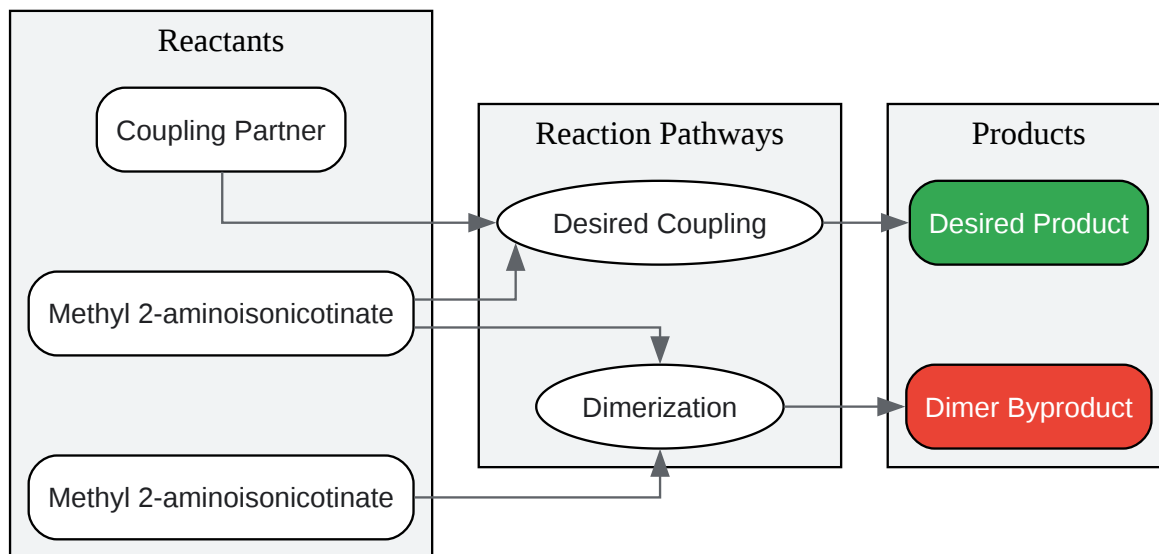 Reactants
Coupling Partner
Methyl 2-aminoisonicotinate
Methyl 2-aminoisonicotinate
Reaction Pathways
Desired Coupling
Dimerization
Products
Desired Product
Dimer Byproduct